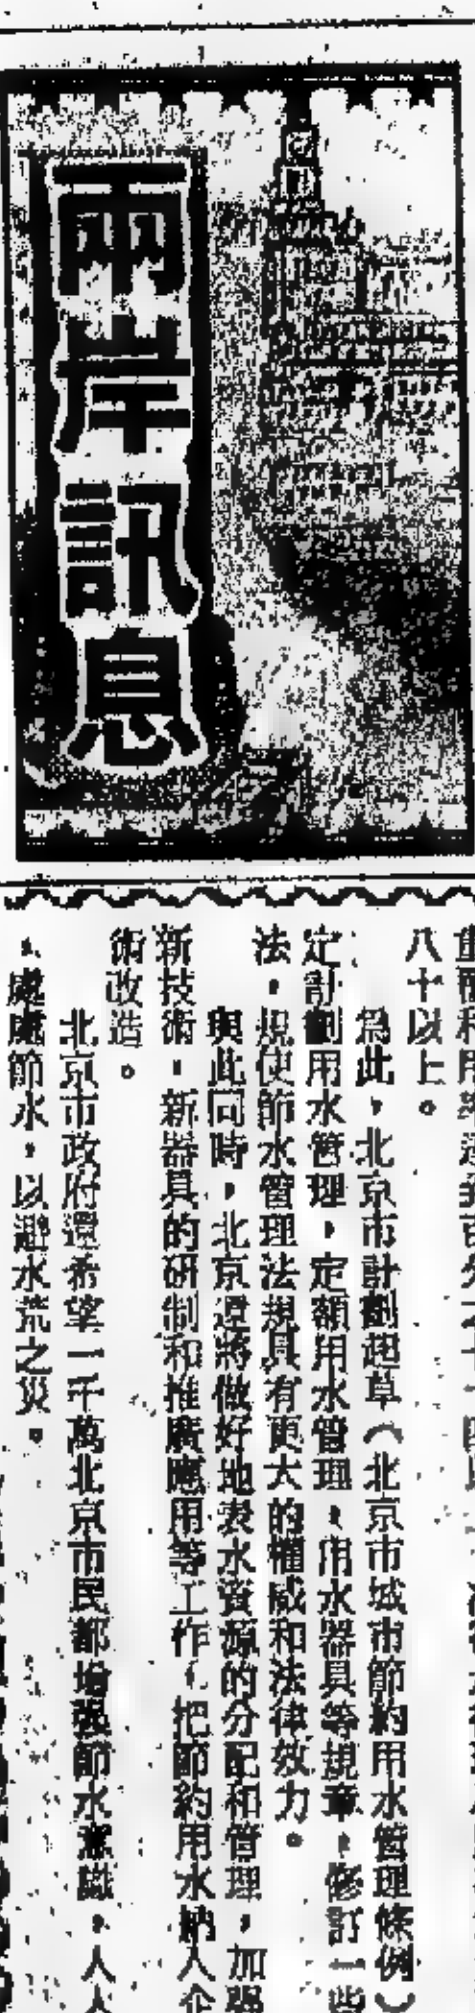 兩岸訊息
八十以上。
為此，北京市計劃起草《北京市城市節約用水管理條例》
定計劃用水管理，定額用水管理、用水器具等規章，修訂一些
法，規使節水管理法規具有更大的權威和法律效力。
與此同時，北京還將做好地表水資源的分配和管理，加強
新技術，新器具的研制和推廣應用等工作，把節約用水納入企
術改造。
北京市政府還希望一千萬北京市民都增強節水意識，人人
、處處節水，以避水荒之災。